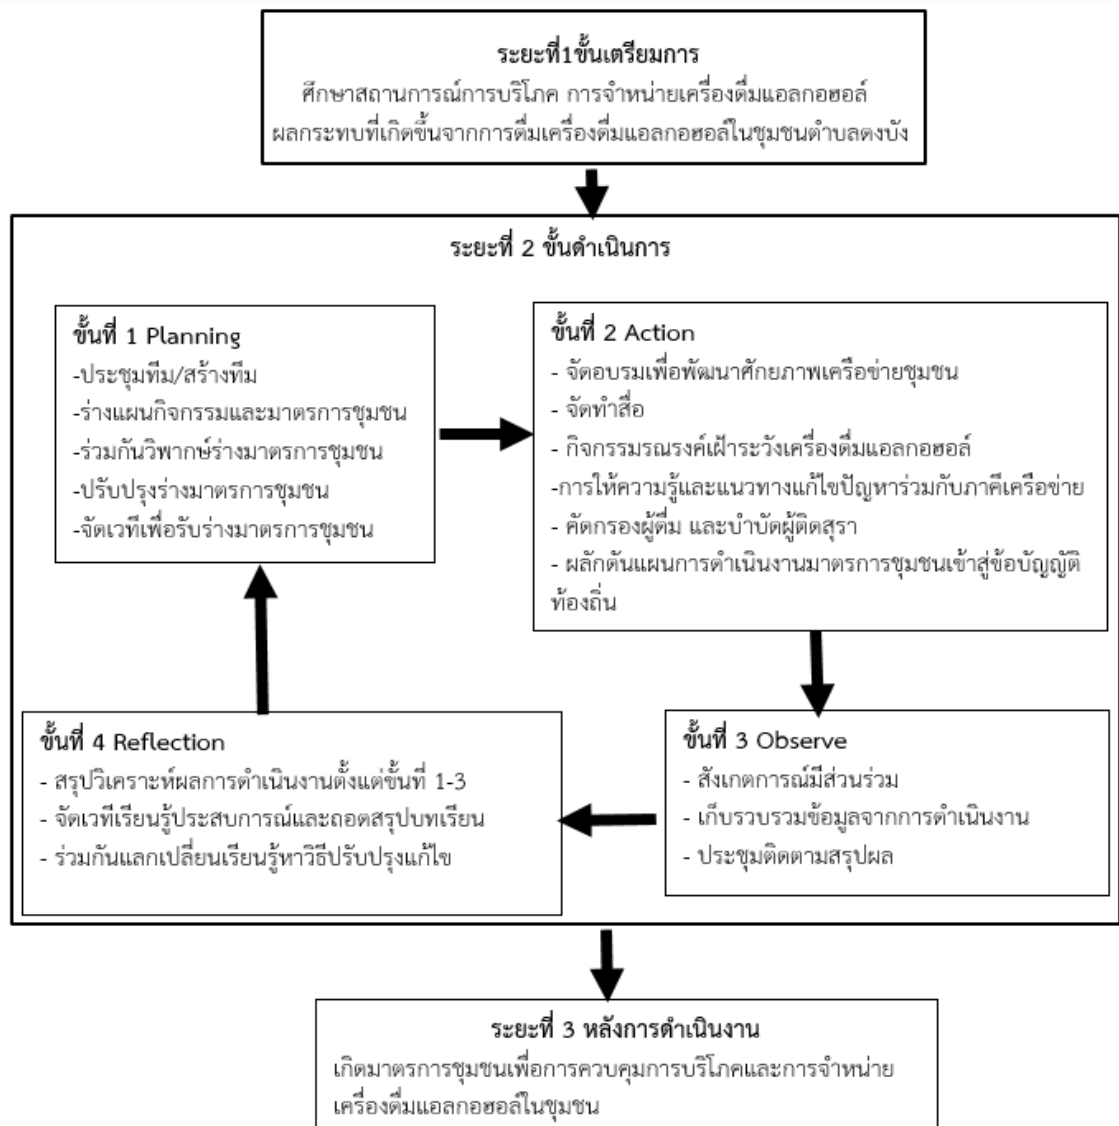 ระยะที่1ขั้นเตรียมการ
ศึกษาสถานการณ์การบริโภค การจำหน่ายเครื่องดื่มแอลกอฮอล์
ผลกระทบที่เกิดขึ้นจากการดื่มเครื่องดื่มแอลกอฮอล์ในชุมชนตำบลดงบัง
ระยะที่ 2 ขั้นดำเนินการ
ขั้นที่ 1 Planning
-ประชุมทีม/สร้างทีม
-ร่างแผนกิจกรรมและมาตรการชุมชน
-ร่วมกันวิพากษ์ร่างมาตรการชุมชน
-ปรับปรุงร่างมาตรการชุมชน
-จัดเวทีเพื่อรับร่างมาตรการชุมชน
ขั้นที่ 2 Action
- จัดอบรมเพื่อพัฒนาศักยภาพเครือข่ายชุมชน
- จัดทำสื่อ
- กิจกรรมรณรงค์เฝ้าระวังเครื่องดื่มแอลกอฮอล์
-การให้ความรู้และแนวทางแก้ไขปัญหาร่วมกับภาคีเครือข่าย
- คัดกรองผู้ดื่ม และบำบัดผู้ติดสุรา
- ผลักดันแผนการดำเนินงานมาตรการชุมชนเข้าสู่ข้อบัญญัติ
ท้องถิ่น
ขั้นที่ 3 Observe
- สังเกตการณ์มีส่วนร่วม
- เก็บรวบรวมข้อมูลจากการดำเนินงาน
- ประชุมติดตามสรุปผล
ขั้นที่ 4 Reflection
- สรุปวิเคราะห์ผลการดำเนินงานตั้งแต่ขั้นที่ 1-3
- จัดเวทีเรียนรู้ประสบการณ์และถอดสรุปบทเรียน
- ร่วมกันแลกเปลี่ยนเรียนรู้หาวิธีปรับปรุงแก้ไข
ระยะที่ 3 หลังการดำเนินงาน
เกิดมาตรการชุมชนเพื่อการควบคุมการบริโภคและการจำหน่าย
เครื่องดื่มแอลกอฮอล์ในชุมชน